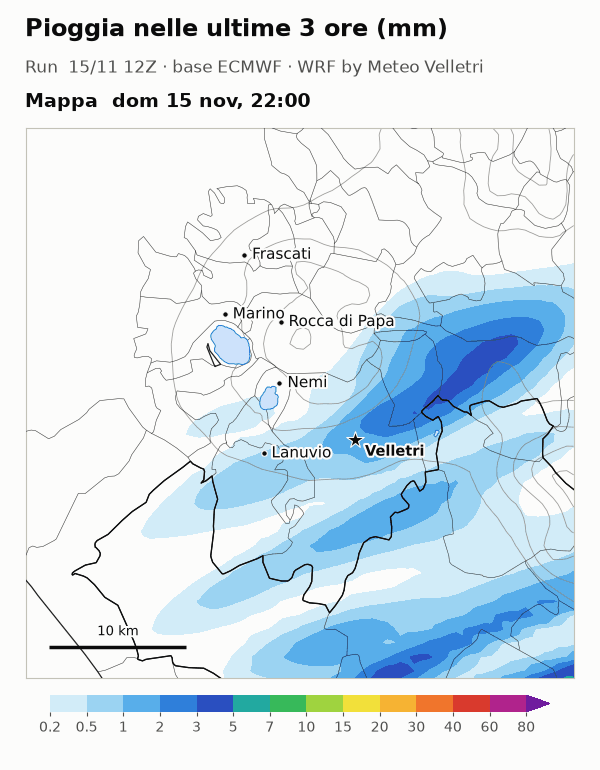 Pioggia nelle ultime 3 ore (mm)
Run  15/11 12Z · base ECMWF · WRF by Meteo Velletri
Mappa  dom 15 nov, 22:00
Frascati
Marino
Rocca di Papa
Nemi
Velletri
Lanuvio
10 km
0.2 0.5 1 2 3 5 7 10 15 20 30 40 60 80